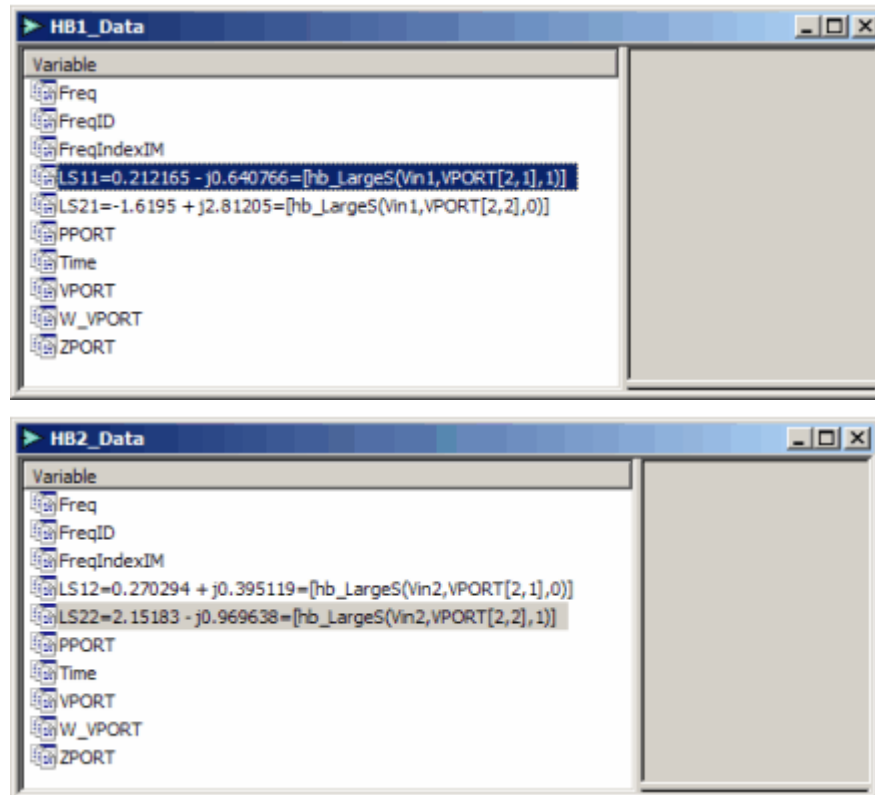 HB1_Data
Variable
Freq
FreqID
FreqIndexIM
LS11=0.212165 - j0.640766=[hb_LargeS(Vin1,VPORT[2,1],1)]
LS21=-1.6195 + j2.81205=[hb_LargeS(Vin1,VPORT[2,2],0)]
PPORT
Time
VPORT
W_VPORT
ZPORT
HB2_Data
Variable
Freq
FreqID
FreqIndexIM
LS12=0.270294 + j0.395119=[hb_LargeS(Vin2,VPORT[2,1],0)]
LS22=2.15183 - j0.969638=[hb_LargeS(Vin2,VPORT[2,2],1)]
PPORT
Time
VPORT
W_VPORT
ZPORT